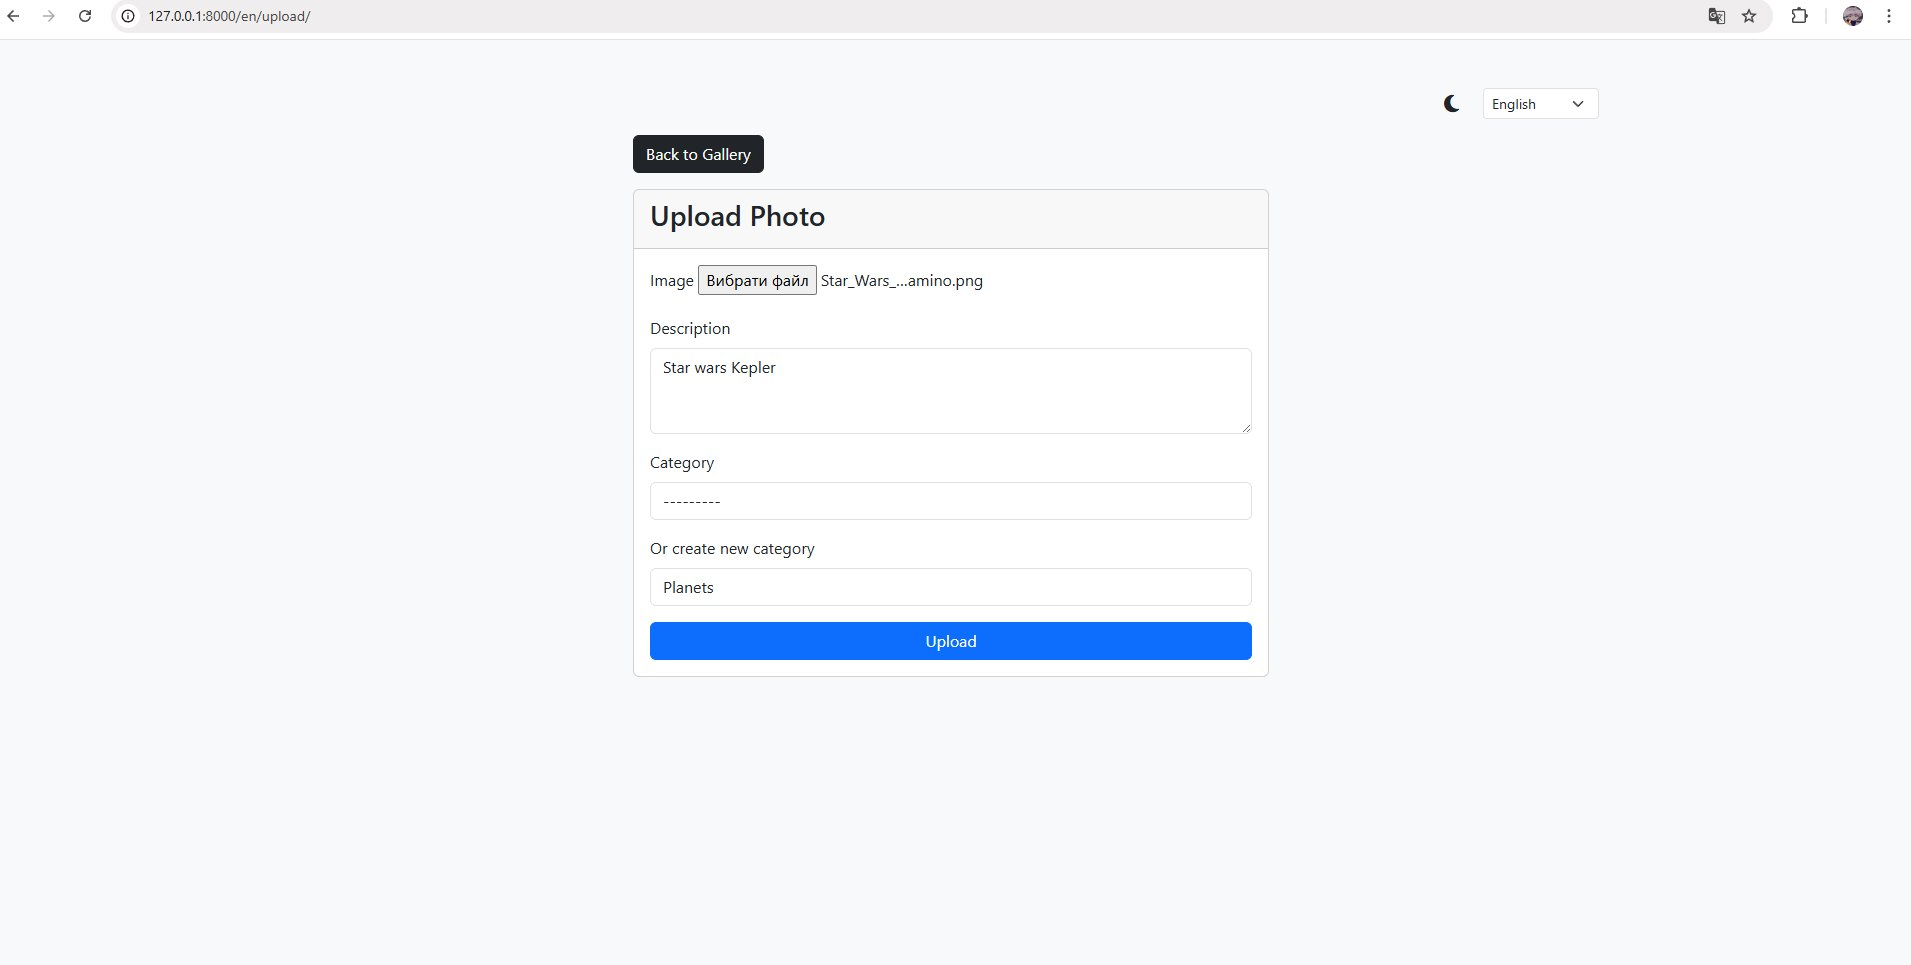 127.0.0.1:8000/en/upload/
English
Back to Gallery
Upload Photo
Image Вибрати файл Star_Wars_...amino.png
Description
Star wars Kepler
Category
---------
Or create new category
Planets
Upload